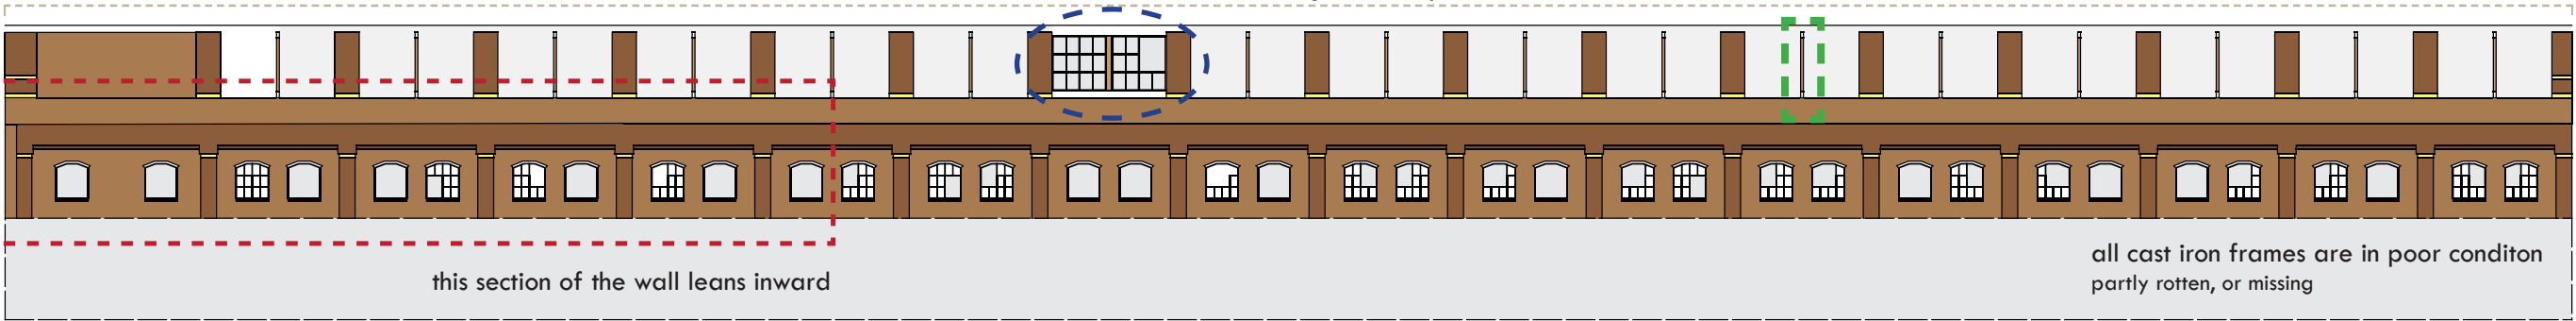 this section of the wall leans inward
all cast iron frames are in poor conditon
partly rotten, or missing